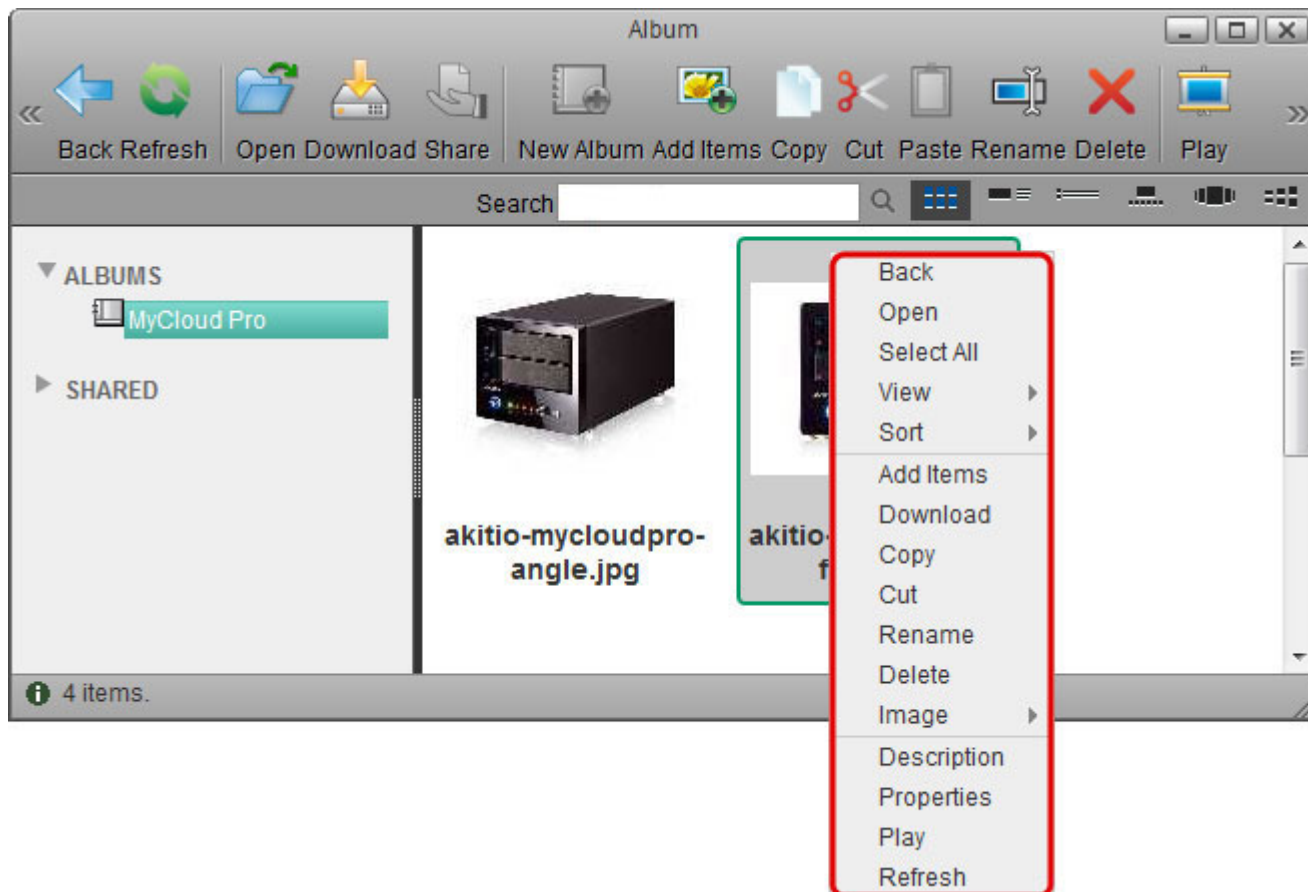 Album
Back Refresh Open Download Share New Album Add Items Copy Cut Paste Rename Delete Play
Search
ALBUMS
MyCloud Pro
SHARED
akitio-mycloudpro-
angle.jpg
akitio-
f
Back
Open
Select All
View
Sort
Add Items
Download
Copy
Cut
Rename
Delete
Image
Description
Properties
Play
Refresh
4 items.